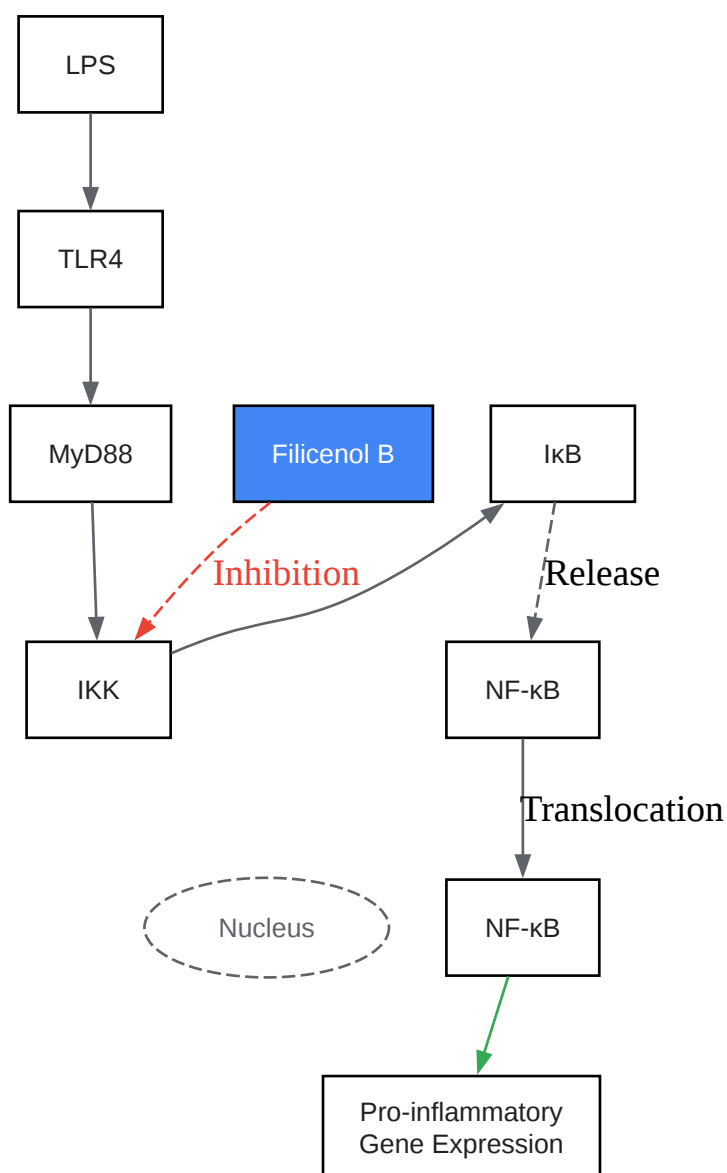 LPS
TLR4
MyD88
Filicenol B
IκB
Inhibition
Release
IKK
NF-κB
Translocation
Nucleus
NF-κB
Pro-inflammatory
Gene Expression